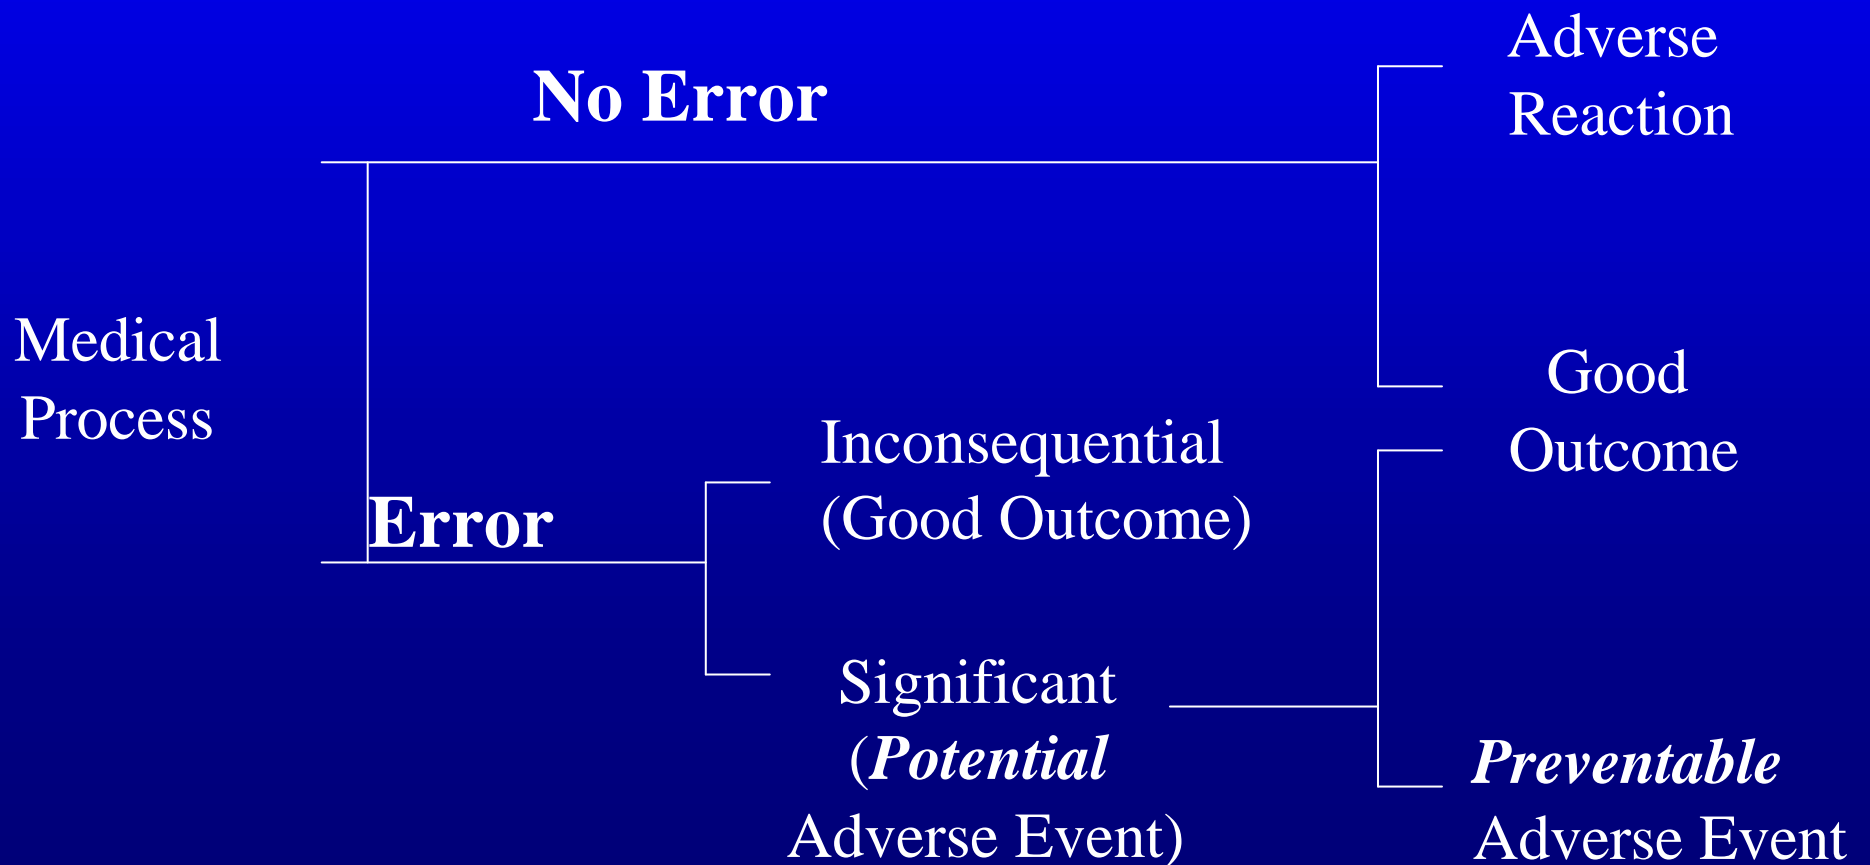 No Error
Adverse
Reaction
Medical
Process
Error
Inconsequential
(Good Outcome)
Good
Outcome
Significant
(Potential
Adverse Event)
Preventable
Adverse Event